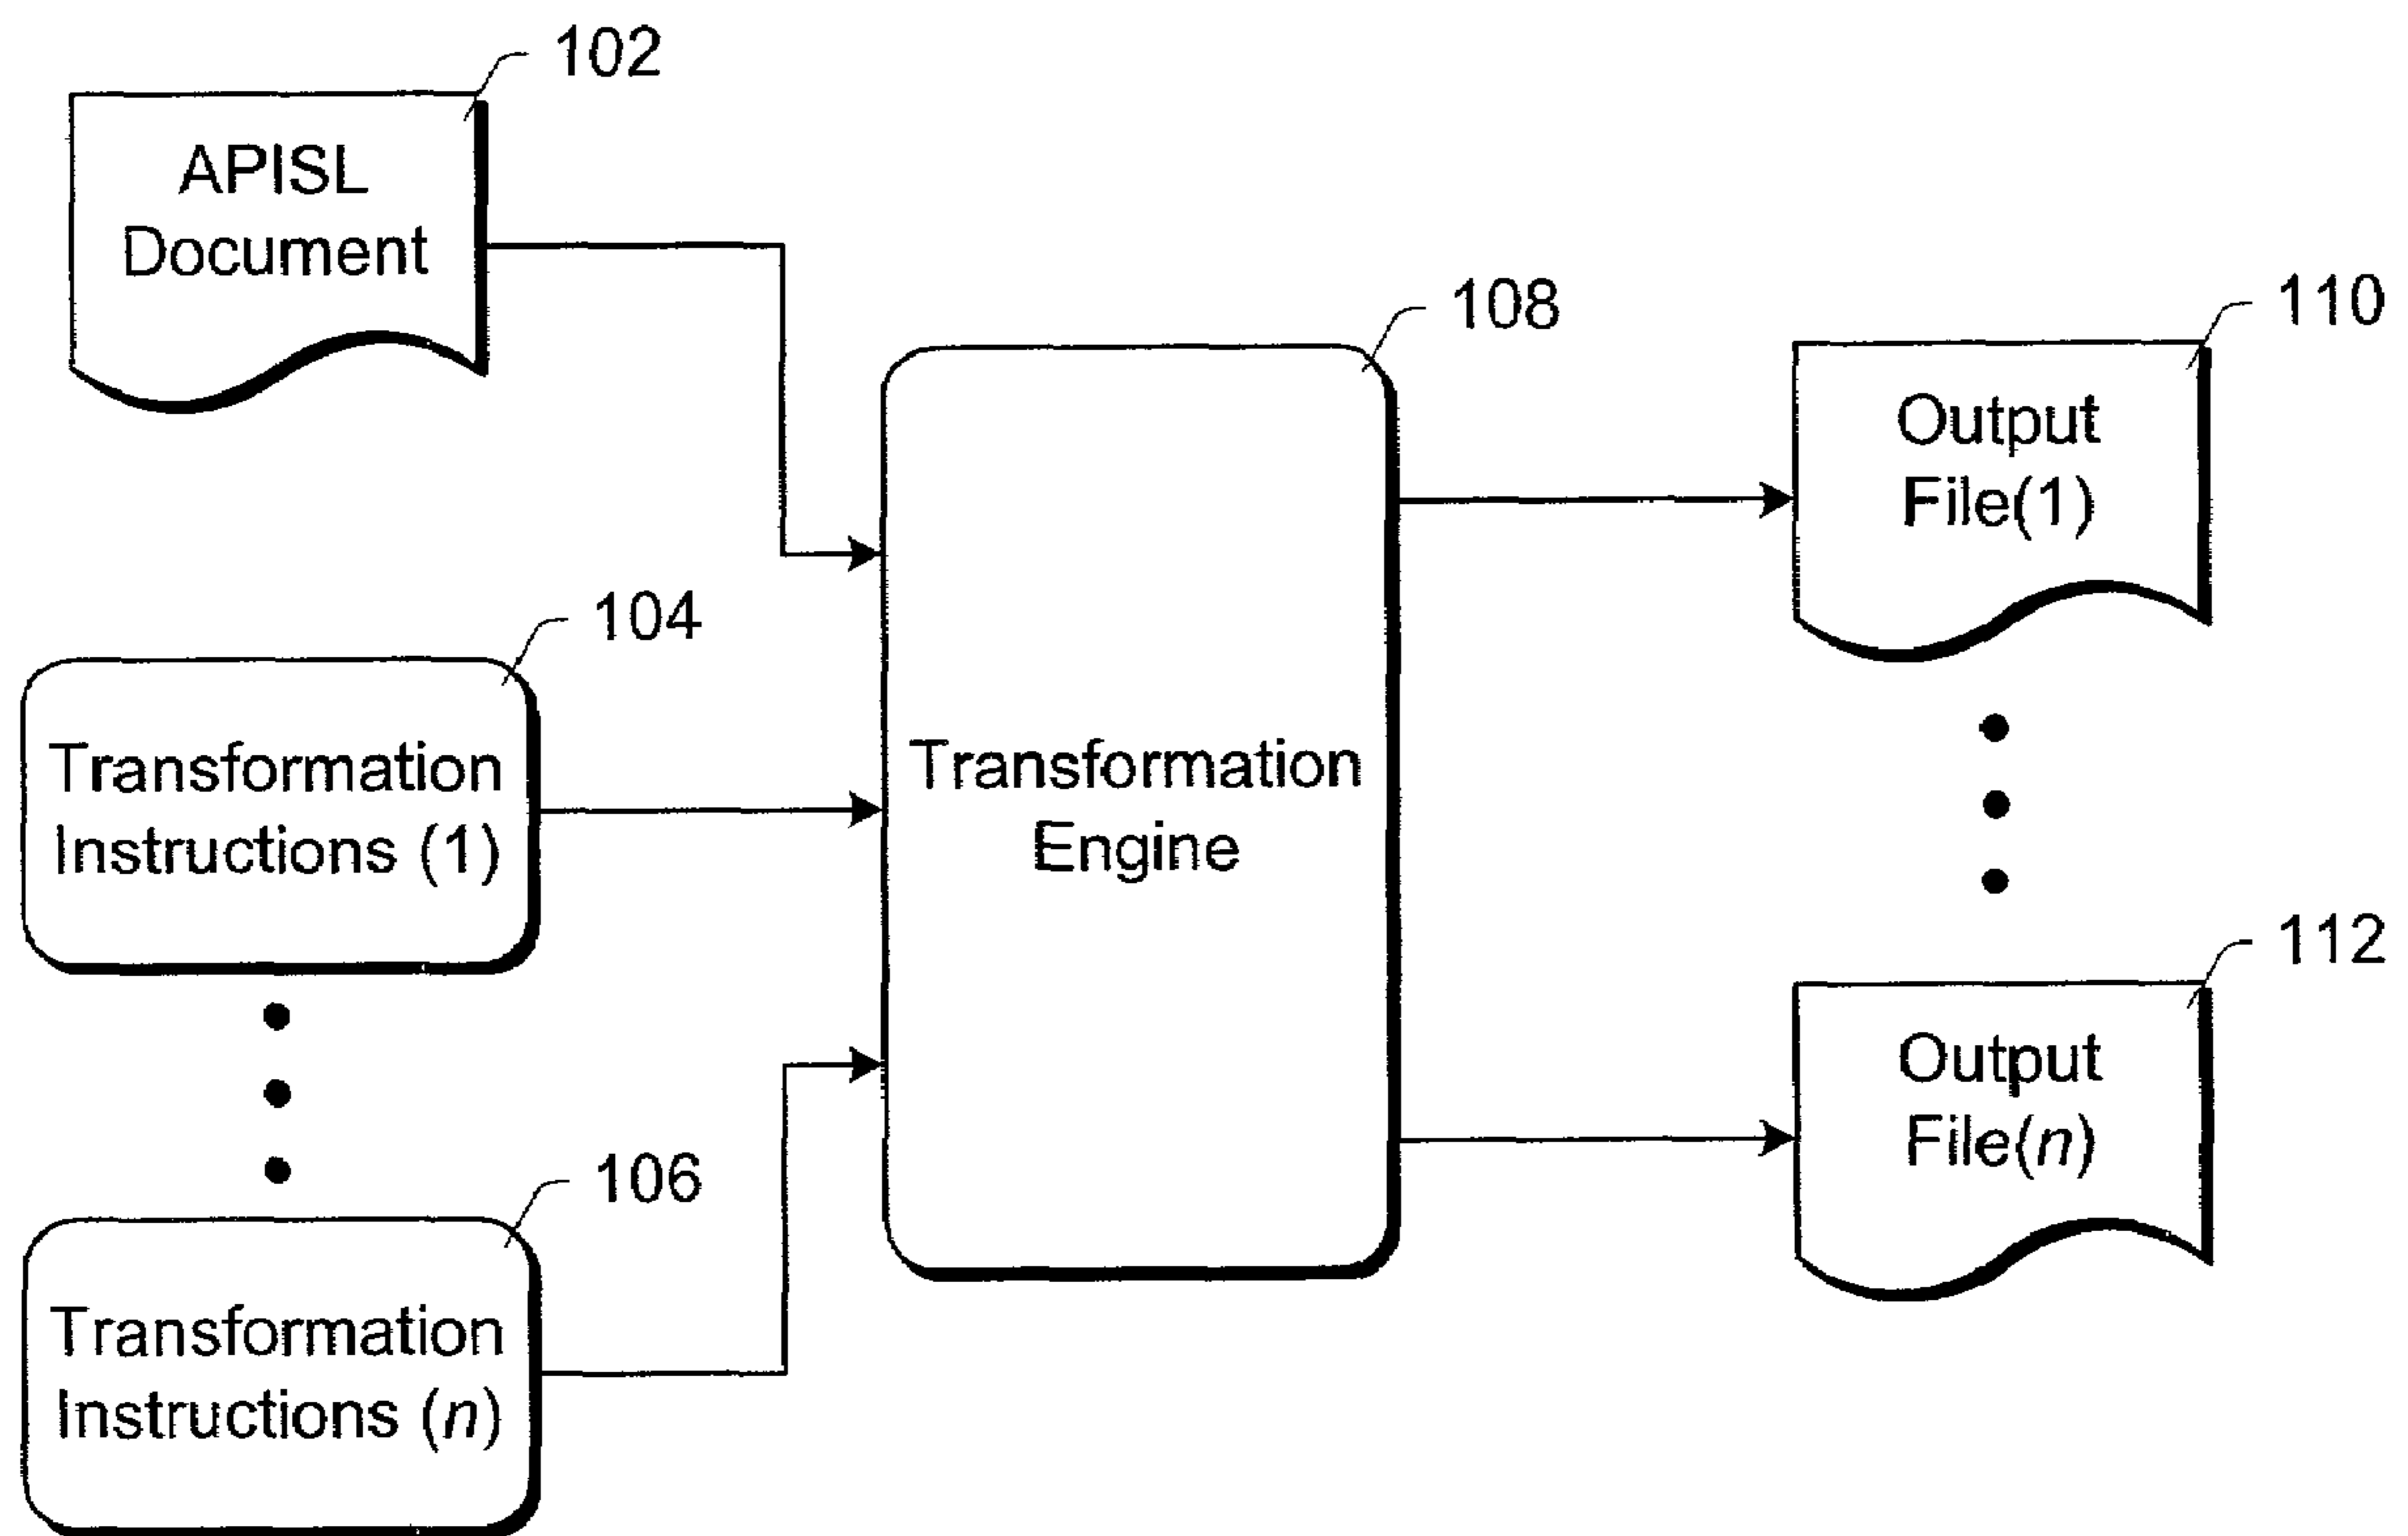 102
APISL
Document
104
Transformation
Instructions (1)
106
Transformation
Instructions (n)
108
Transformation
Engine
110
Output
File(1)
112
Output
File(n)